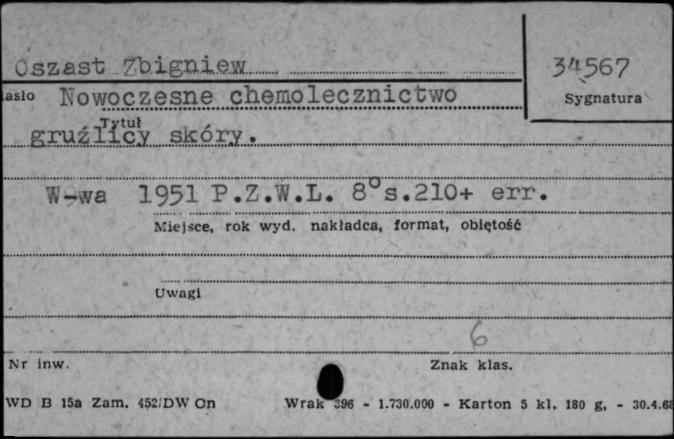 Oszast Zbigniew
34567
Sygnatura
asło Nowoczesne chemolecznictwo
Tytuł
gruźlicy skóry.
W-wa 1951 P.Z.W.L. 8°s.210+ err.
Miejsce, rok wyd. nakładca, format, objętość
Uwagi
6
Nr inw.
Znak klas.
WD B 15a Zam. 452/DW On Wrak 396 - 1.730.000 - Karton 5 kl. 180 g. - 30.4.68